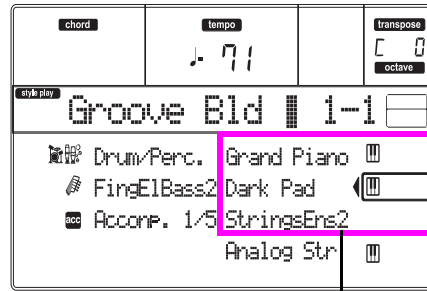 chord tempo transpose
♩. 71 C 0
octave
style play
Groove Bld 1-1
Drum/Perc. Grand Piano
FingElBass2 Dark Pad
acc Accomp. 1/5 StringsEns2
Analog Str